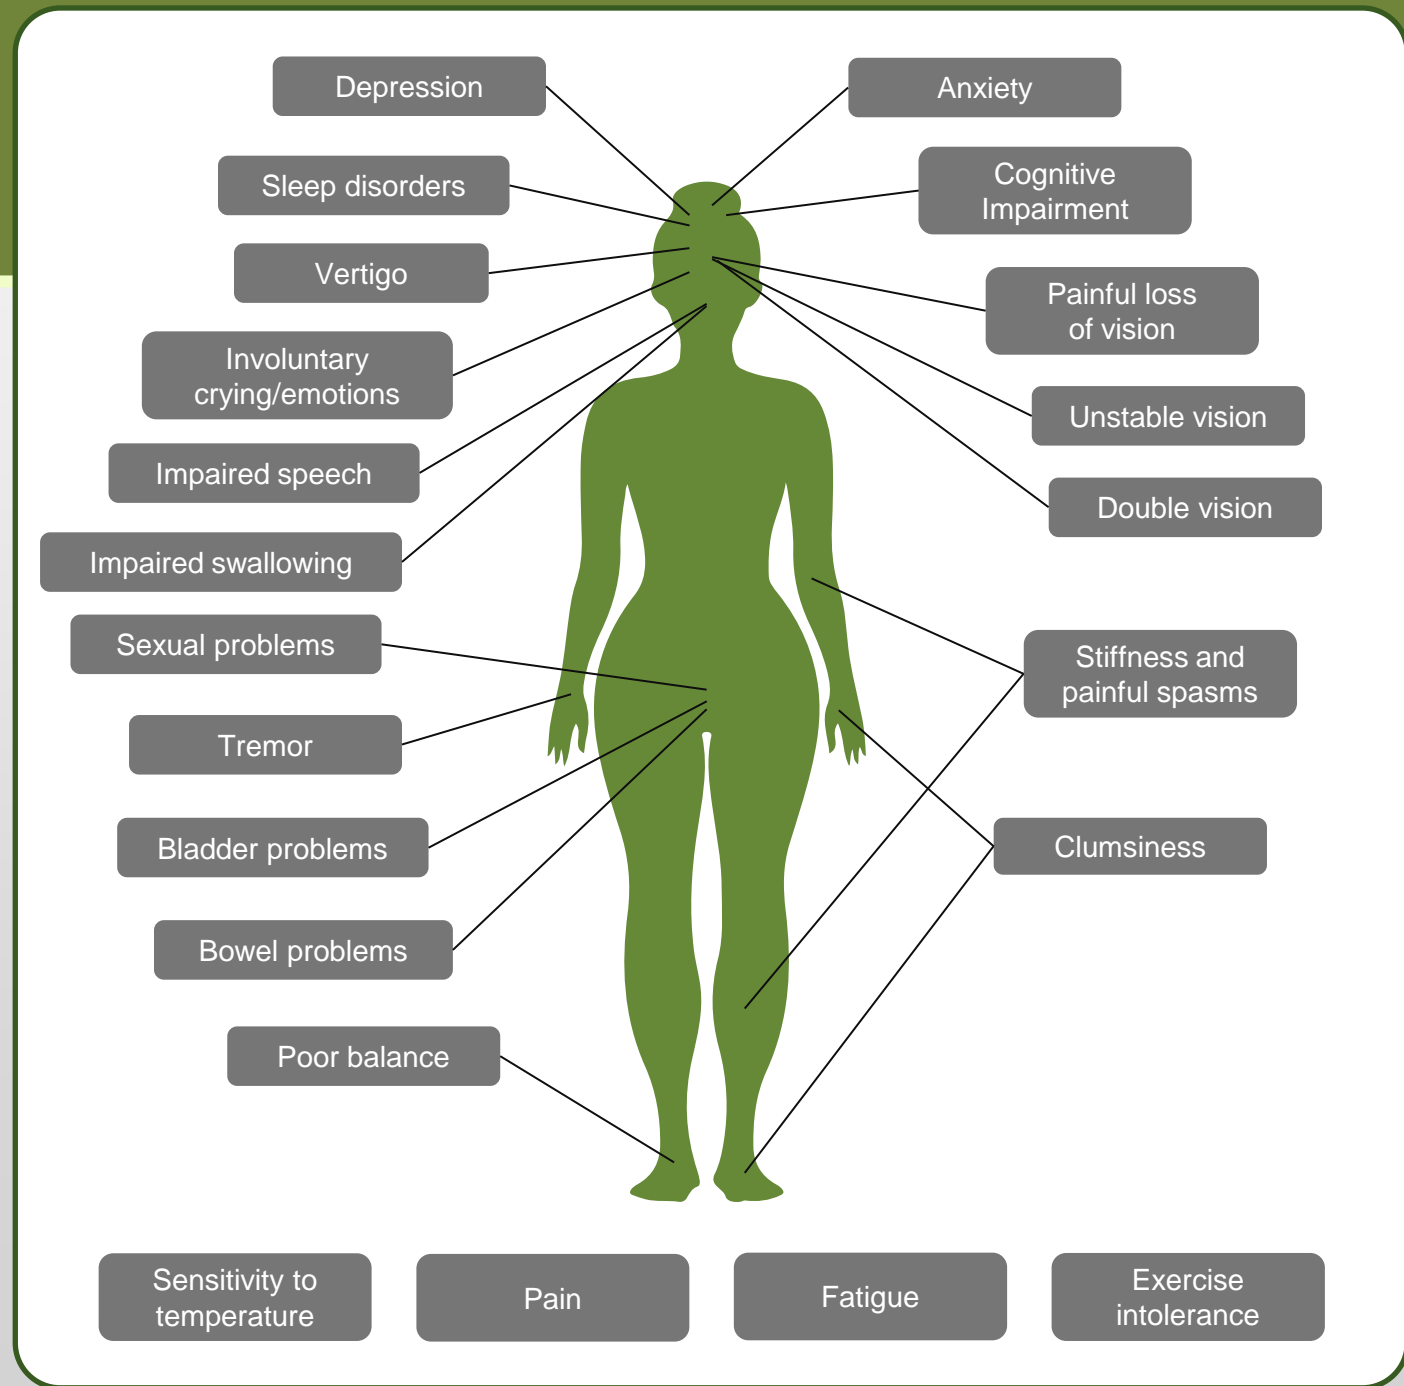 Depression
Anxiety
Sleep disorders
Cognitive
Impairment
Vertigo
Painful loss
of vision
Involuntary
crying/emotions
Unstable vision
Impaired speech
Double vision
Impaired swallowing
Sexual problems
Stiffness and
painful spasms
Tremor
Bladder problems
Clumsiness
Bowel problems
Poor balance
Sensitivity to
temperature
Pain
Fatigue
Exercise
intolerance